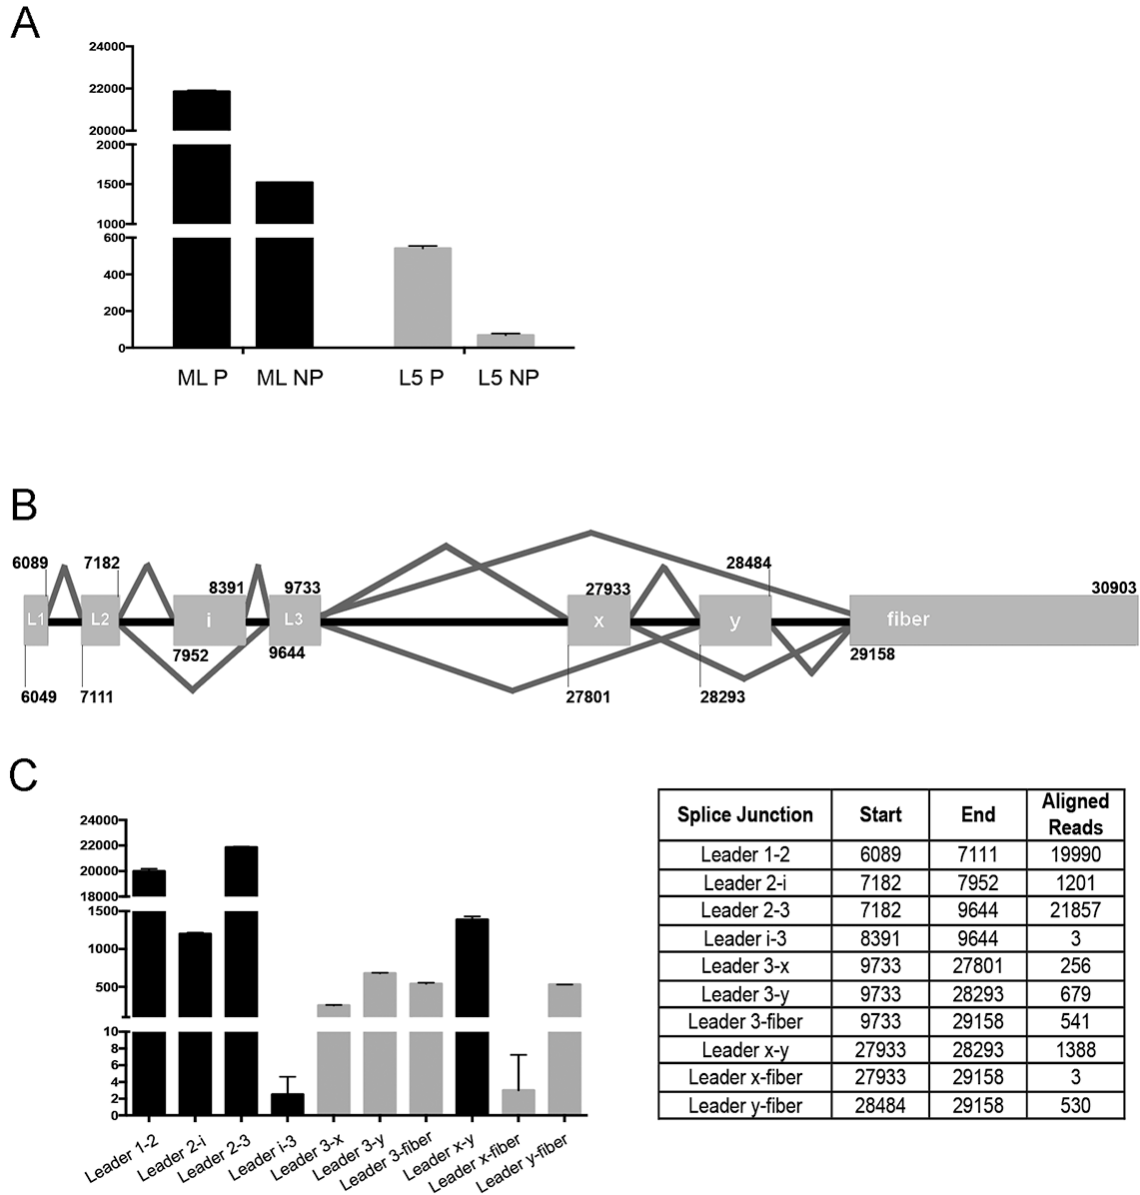 A
24000
22000
20000
2000
1500
1000
600
400
200
0
ML P ML NP L5 P L5 NP
B
6089 7182 8391 9733 27933 28484 30903
L1 L2 i L3 x y fiber
7952 9644 29158
6049 7111 27801 28293
C
24000
22000
20000
18000
1500
1000
500
10
8
6
4
2
0
Leader 1-2
Leader 2-i
Leader 2-3
Leader i-3
Leader 3-x
Leader 3-y
Leader 3-fiber
Leader x-y
Leader x-fiber
Leader y-fiber
Splice Junction Start End Aligned Reads
Leader 1-2 6089 7111 19990
Leader 2-i 7182 7952 1201
Leader 2-3 7182 9644 21857
Leader i-3 8391 9644 3
Leader 3-x 9733 27801 256
Leader 3-y 9733 28293 679
Leader 3-fiber 9733 29158 541
Leader x-y 27933 28293 1388
Leader x-fiber 27933 29158 3
Leader y-fiber 28484 29158 530